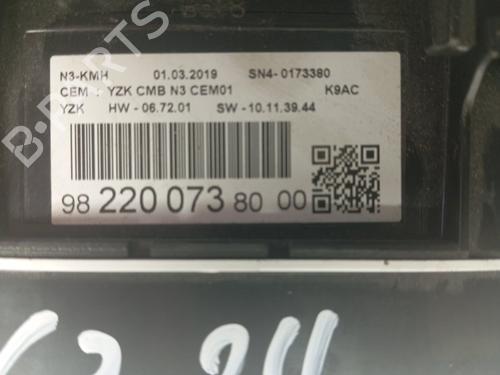 N3-KMH 01.03.2019 SN4-0173380
CEM : YZK CMB N3 CEM01 K9AC
YZK HW - 06.72.01 SW - 10.11.39.44
98 220 073 80 00
B-PARTS